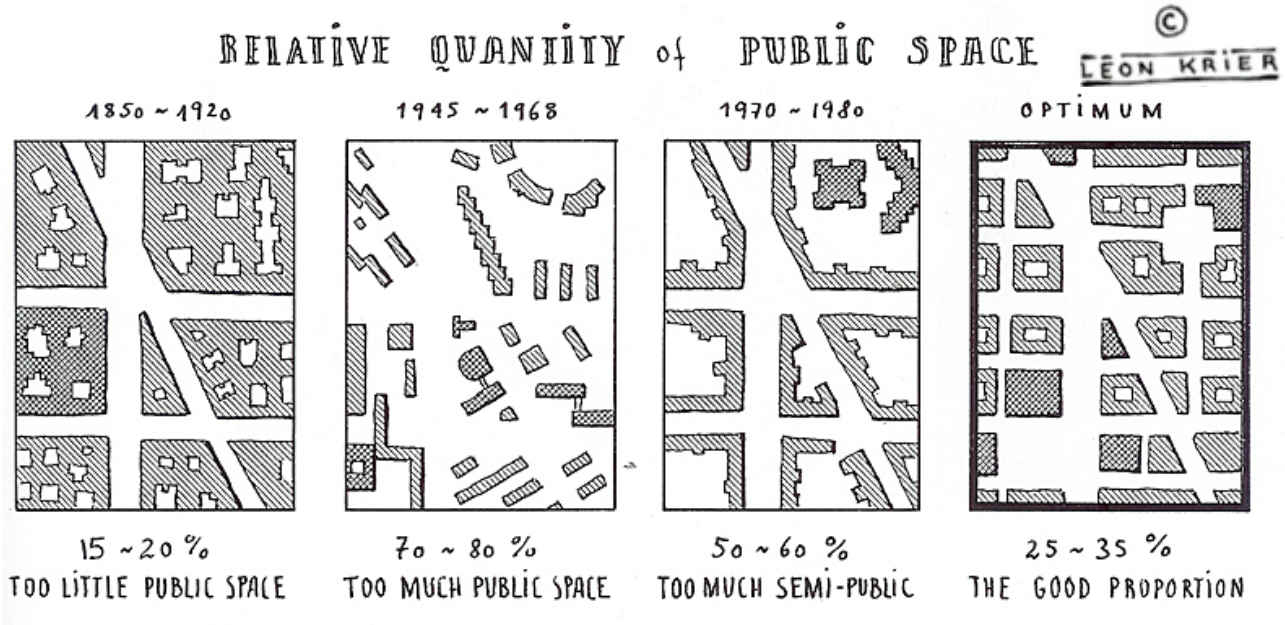 RELATIVE QUANTITY of PUBLIC SPACE
©
LÉON KRIER
1850 ~ 1920
1945 ~ 1968
1970 ~ 1980
OPTIMUM
15 ~ 20 %
70 ~ 80 %
50 ~ 60 %
25 ~ 35 %
TOO LITTLE PUBLIC SPACE
TOO MUCH PUBLIC SPACE
TOO MUCH SEMI-PUBLIC
THE GOOD PROPORTION